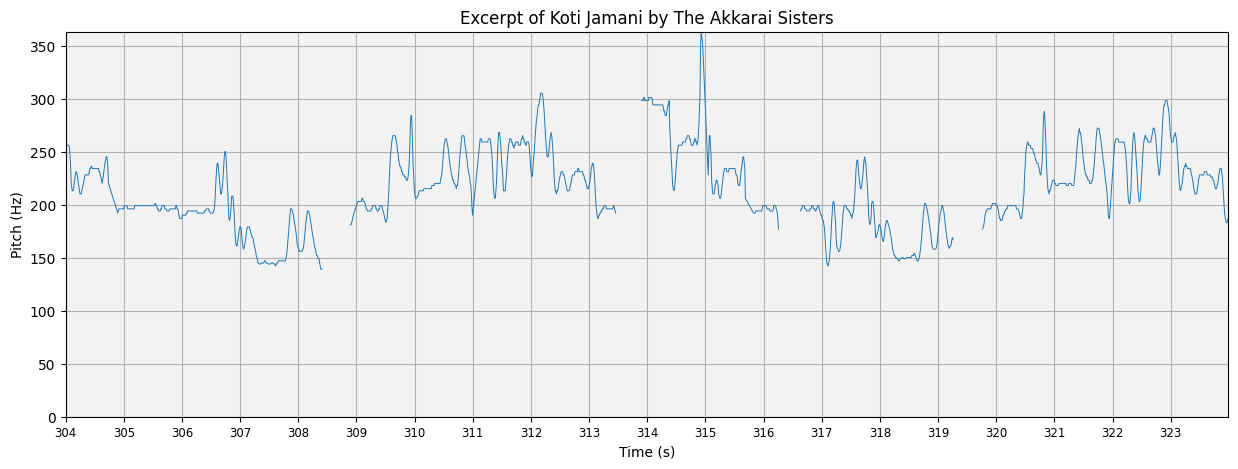 Excerpt of Koti Jamani by The Akkarai Sisters
Pitch (Hz)
350
300
250
200
150
100
50
0
304 305 306 307 308 309 310 311 312 313 314 315 316 317 318 319 320 321 322 323
Time (s)